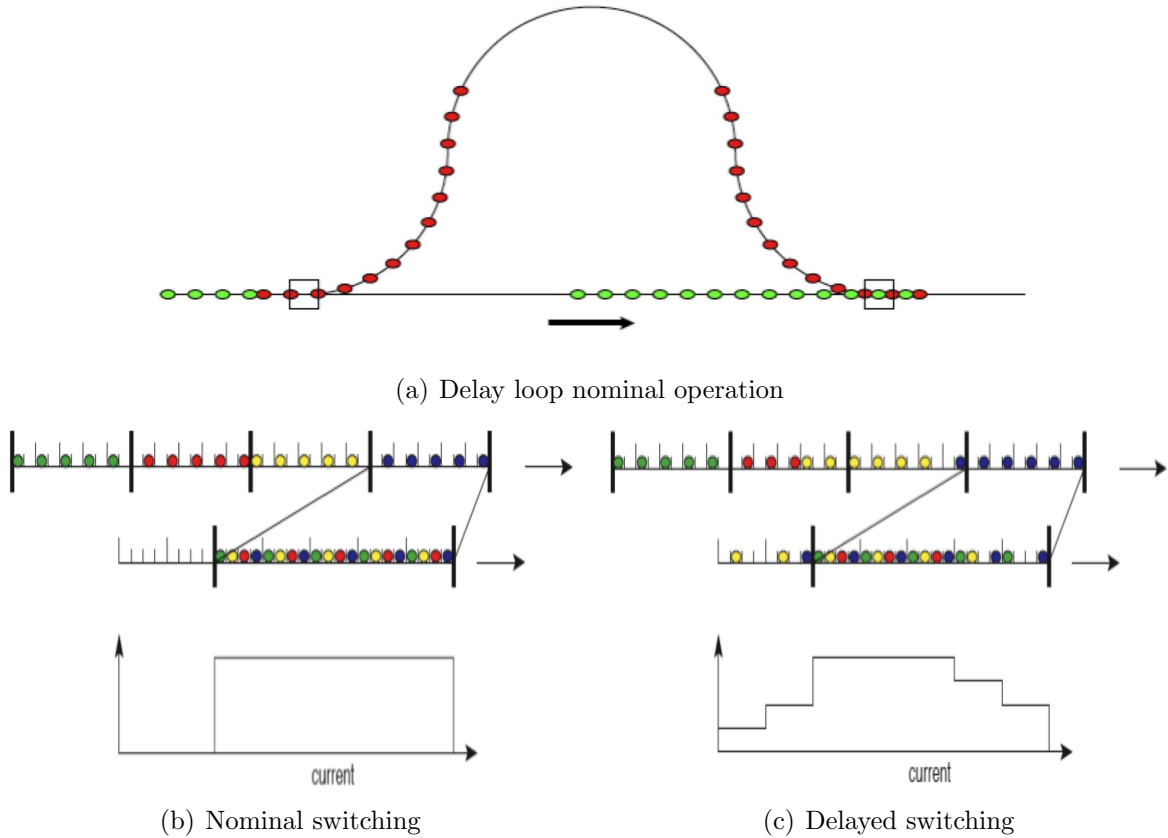 (a) Delay loop nominal operation
current
current
(b) Nominal switching
(c) Delayed switching